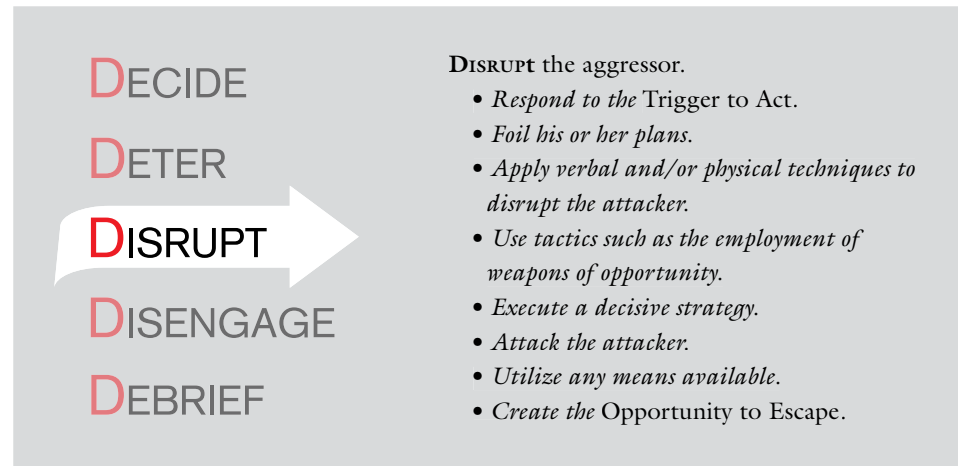 DECIDE
DETER
DISRUPT
DISENGAGE
DEBRIEF
DISRUPt the aggressor.
• Respond to the Trigger to Act.
• Foil his or her plans.
• Apply verbal and/or physical techniques to
disrupt the attacker.
• Use tactics such as the employment of
weapons of opportunity.
• Execute a decisive strategy.
• Attack the attacker.
• Utilize any means available.
• Create the Opportunity to Escape.